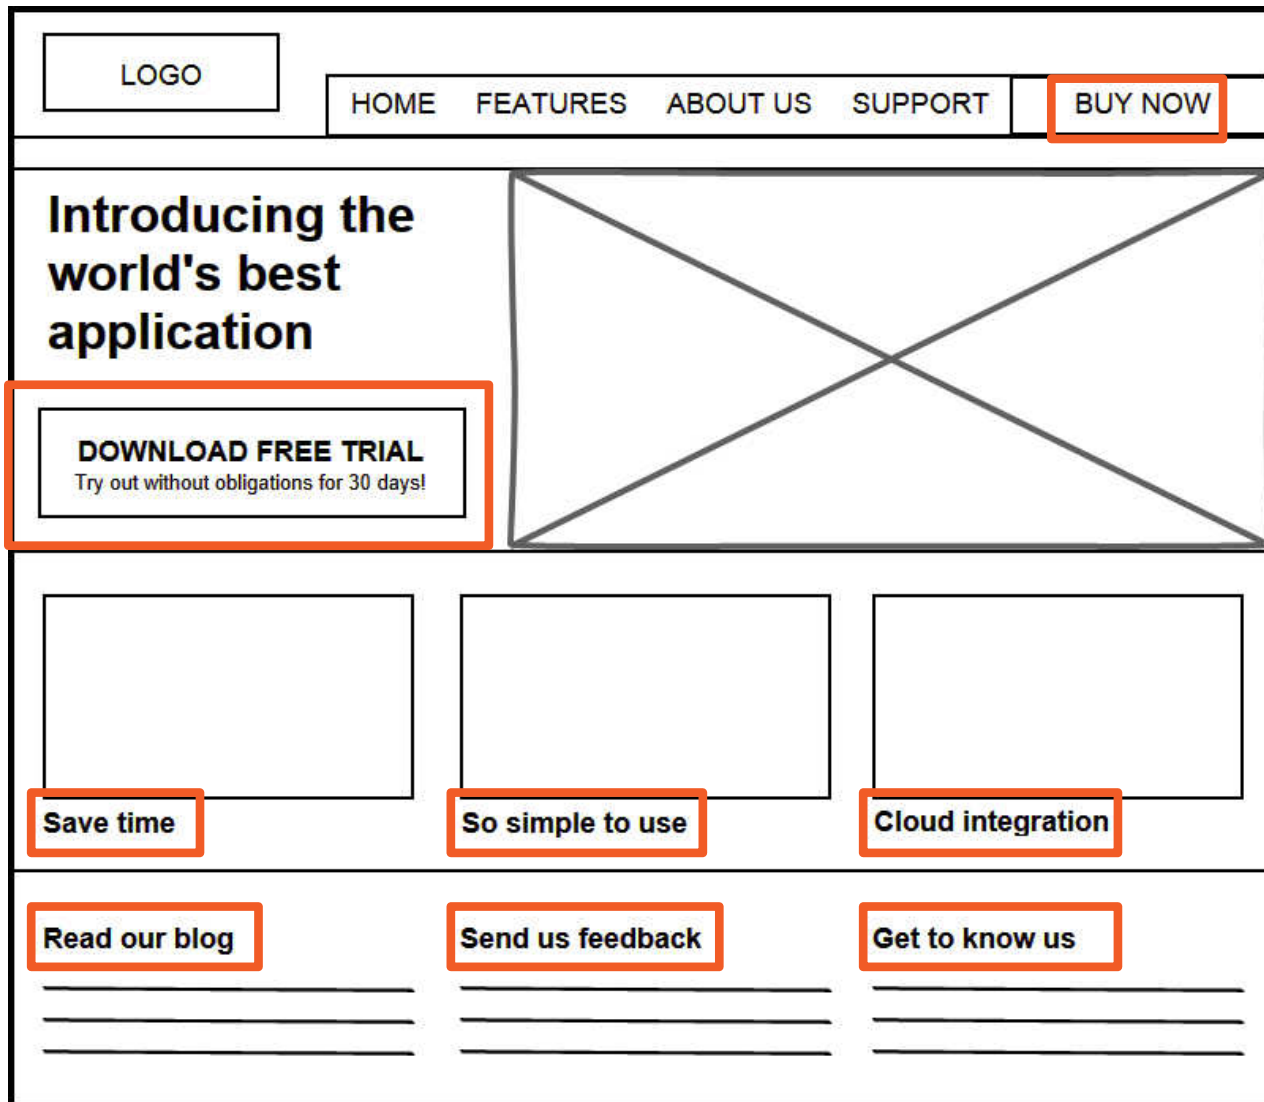 LOGO
HOME FEATURES ABOUT US SUPPORT BUY NOW
Introducing the
world's best
application
DOWNLOAD FREE TRIAL
Try out without obligations for 30 days!
Save time
So simple to use
Cloud integration
Read our blog
Send us feedback
Get to know us